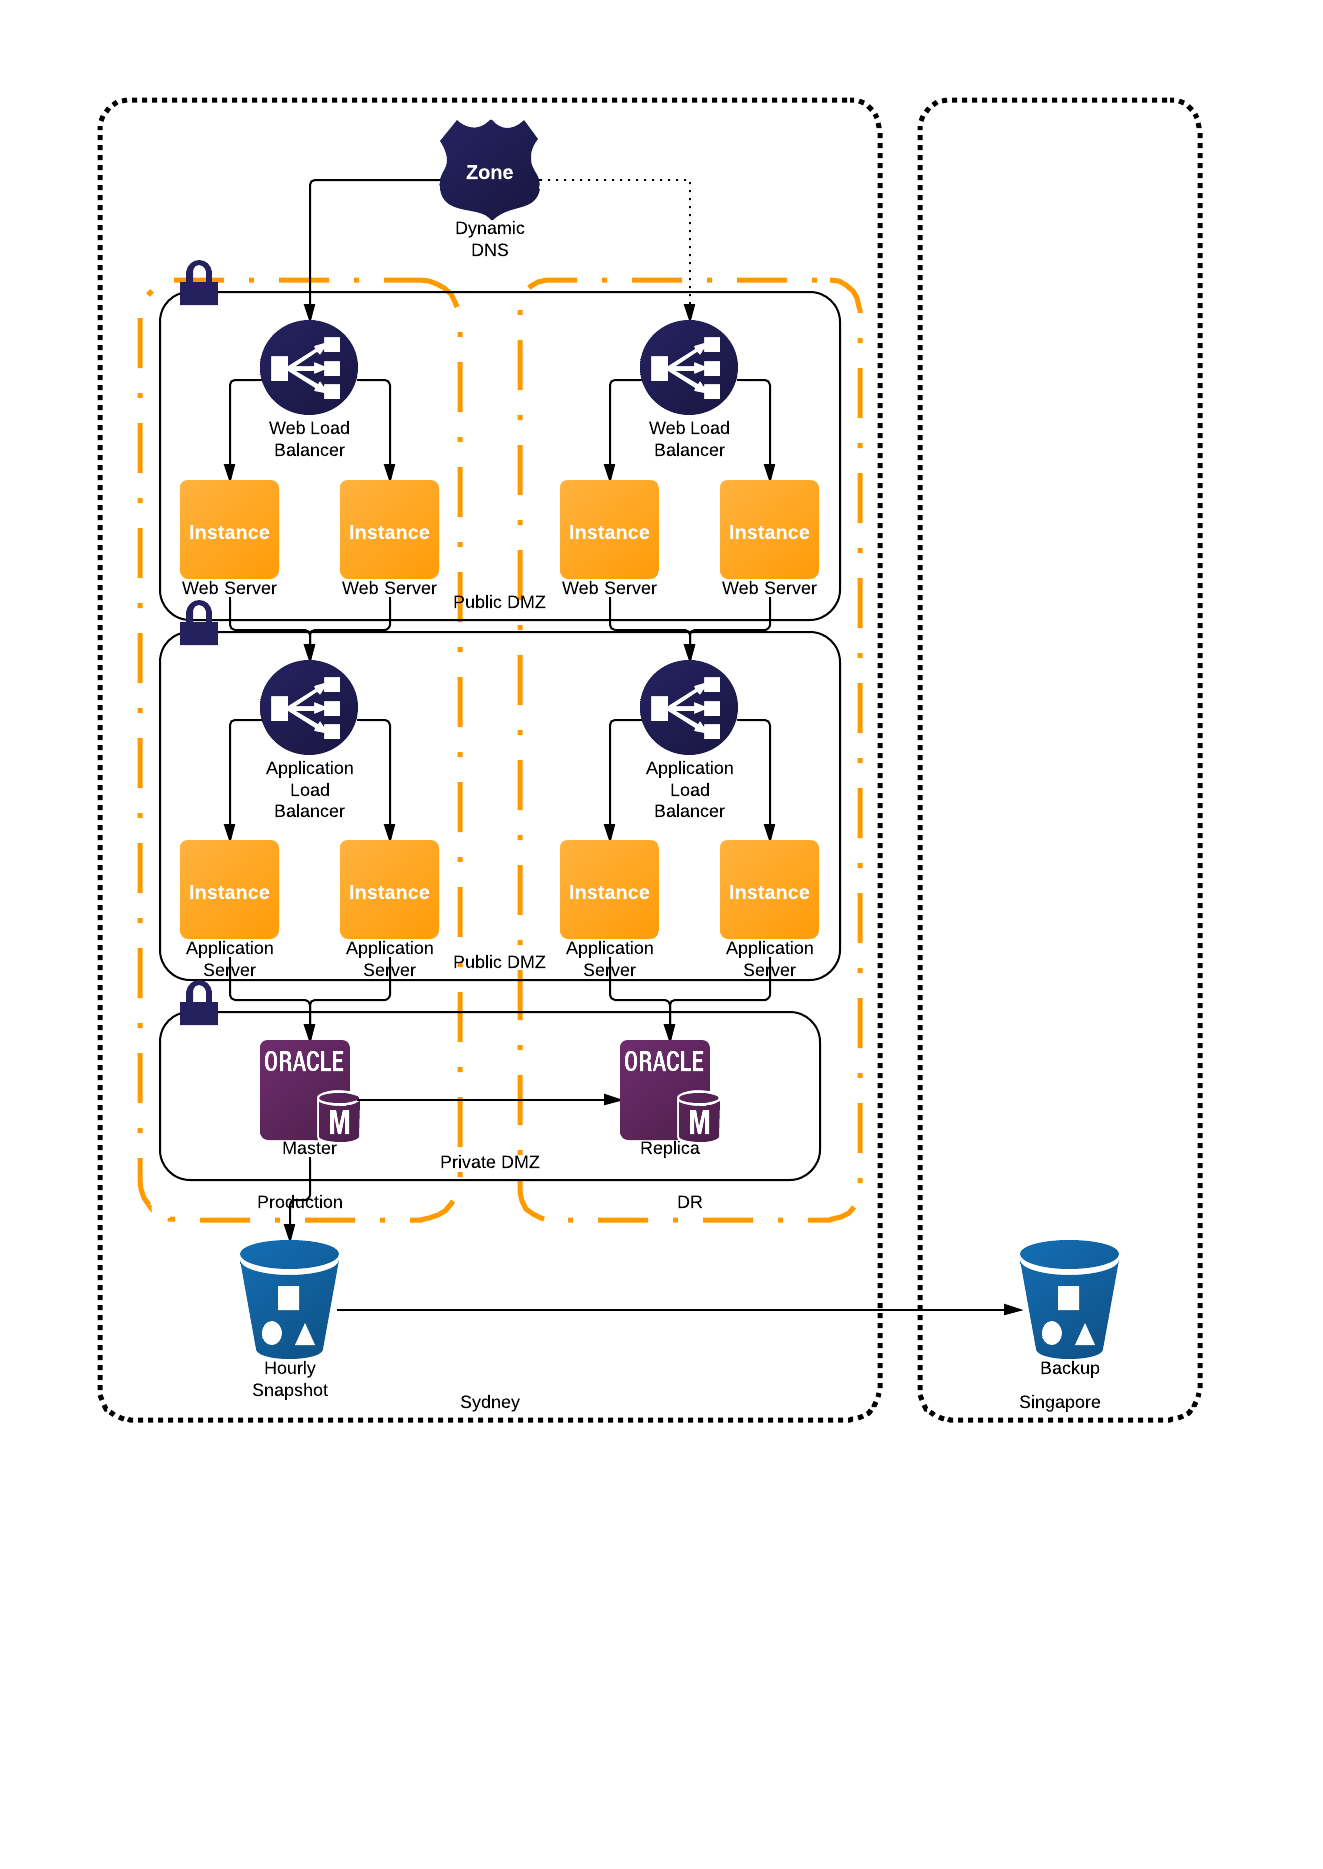 Zone
Dynamic
DNS
Web Load
Balancer
Web Load
Balancer
Instance
Instance
Instance
Instance
Web Server
Web Server
Web Server
Web Server
Public DMZ
Application
Load
Balancer
Application
Load
Balancer
Instance
Instance
Instance
Instance
Application
Server
Application
Server
Application
Server
Application
Server
Public DMZ
ORACLE
M
Master
ORACLE
M
Replica
Private DMZ
Production
DR
Hourly
Snapshot
Backup
Sydney
Singapore